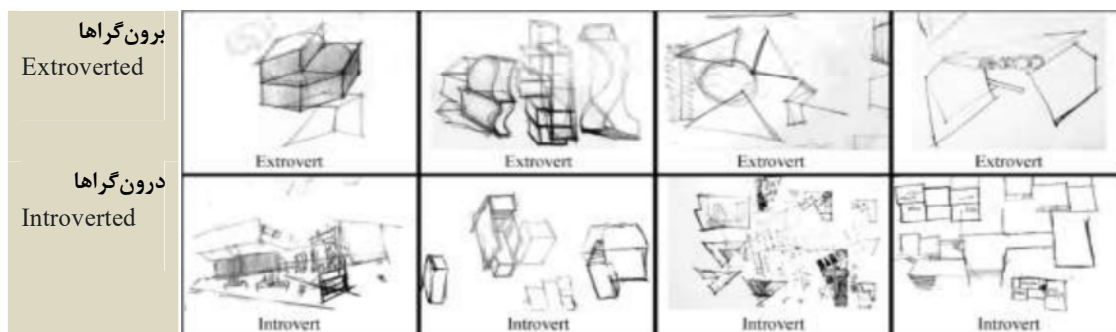 برون‌گراها
Extroverted
Extrovert
Extrovert
Extrovert
Extrovert
درون‌گراها
Introverted
Introvert
Introvert
Introvert
Introvert